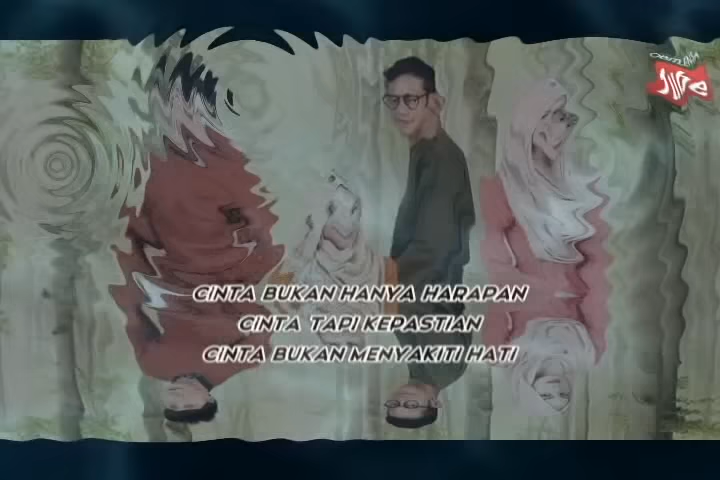 CINTA BUKAN HANYA HARAPAN
CINTA TAPI KEPASTIAN
CINTA BUKAN MENYAKITI HATI